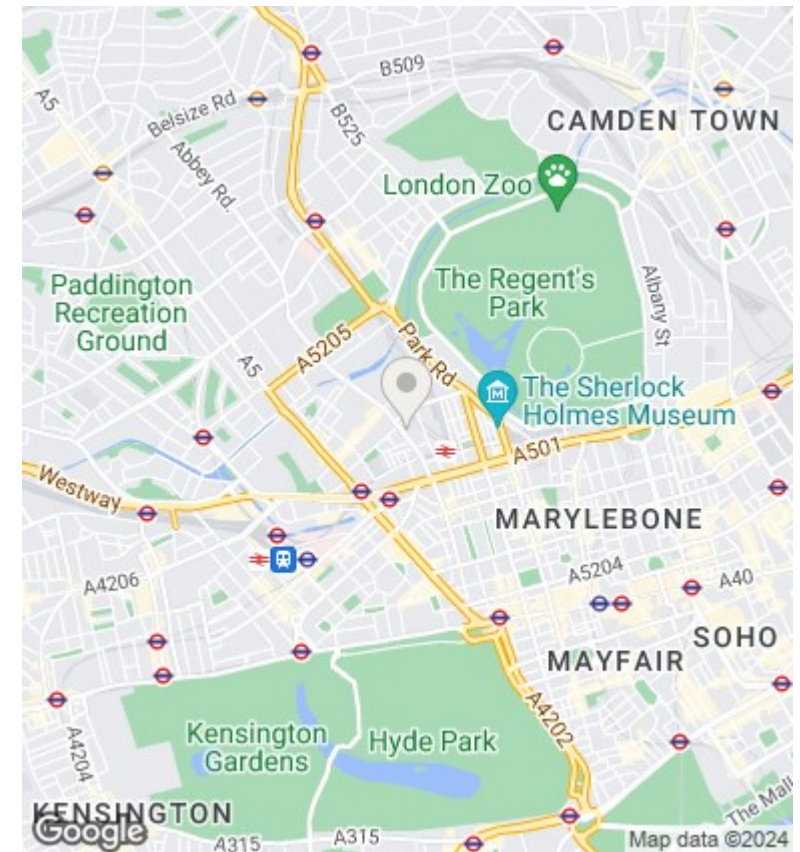 B509
A5
Belsize Rd
B525
Abbey Rd.
CAMDEN TOWN
London Zoo
The Regent's
Park
Albany St
Paddington
Recreation
Ground
A5205
A5
Park Rd
The Sherlock
Holmes Museum
A501
Westway
MARYLEBONE
A4206
A5204
A40
SOHO
MAYFAIR
A4202
Kensington
Gardens
Hyde Park
A4204
The Mall
KENSINGTON
Google
A315
A315
Map data ©2024